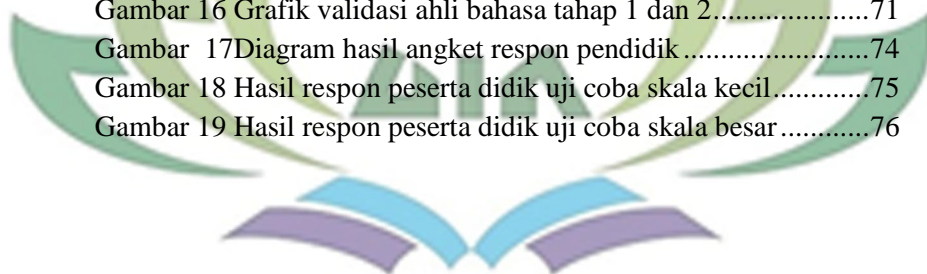 Gambar 16 Grafik validasi ahli bahasa tahap 1 dan 2....................71
Gambar  17Diagram hasil angket respon pendidik.......................74
Gambar 18 Hasil respon peserta didik uji coba skala kecil.............75
Gambar 19 Hasil respon peserta didik uji coba skala besar............76